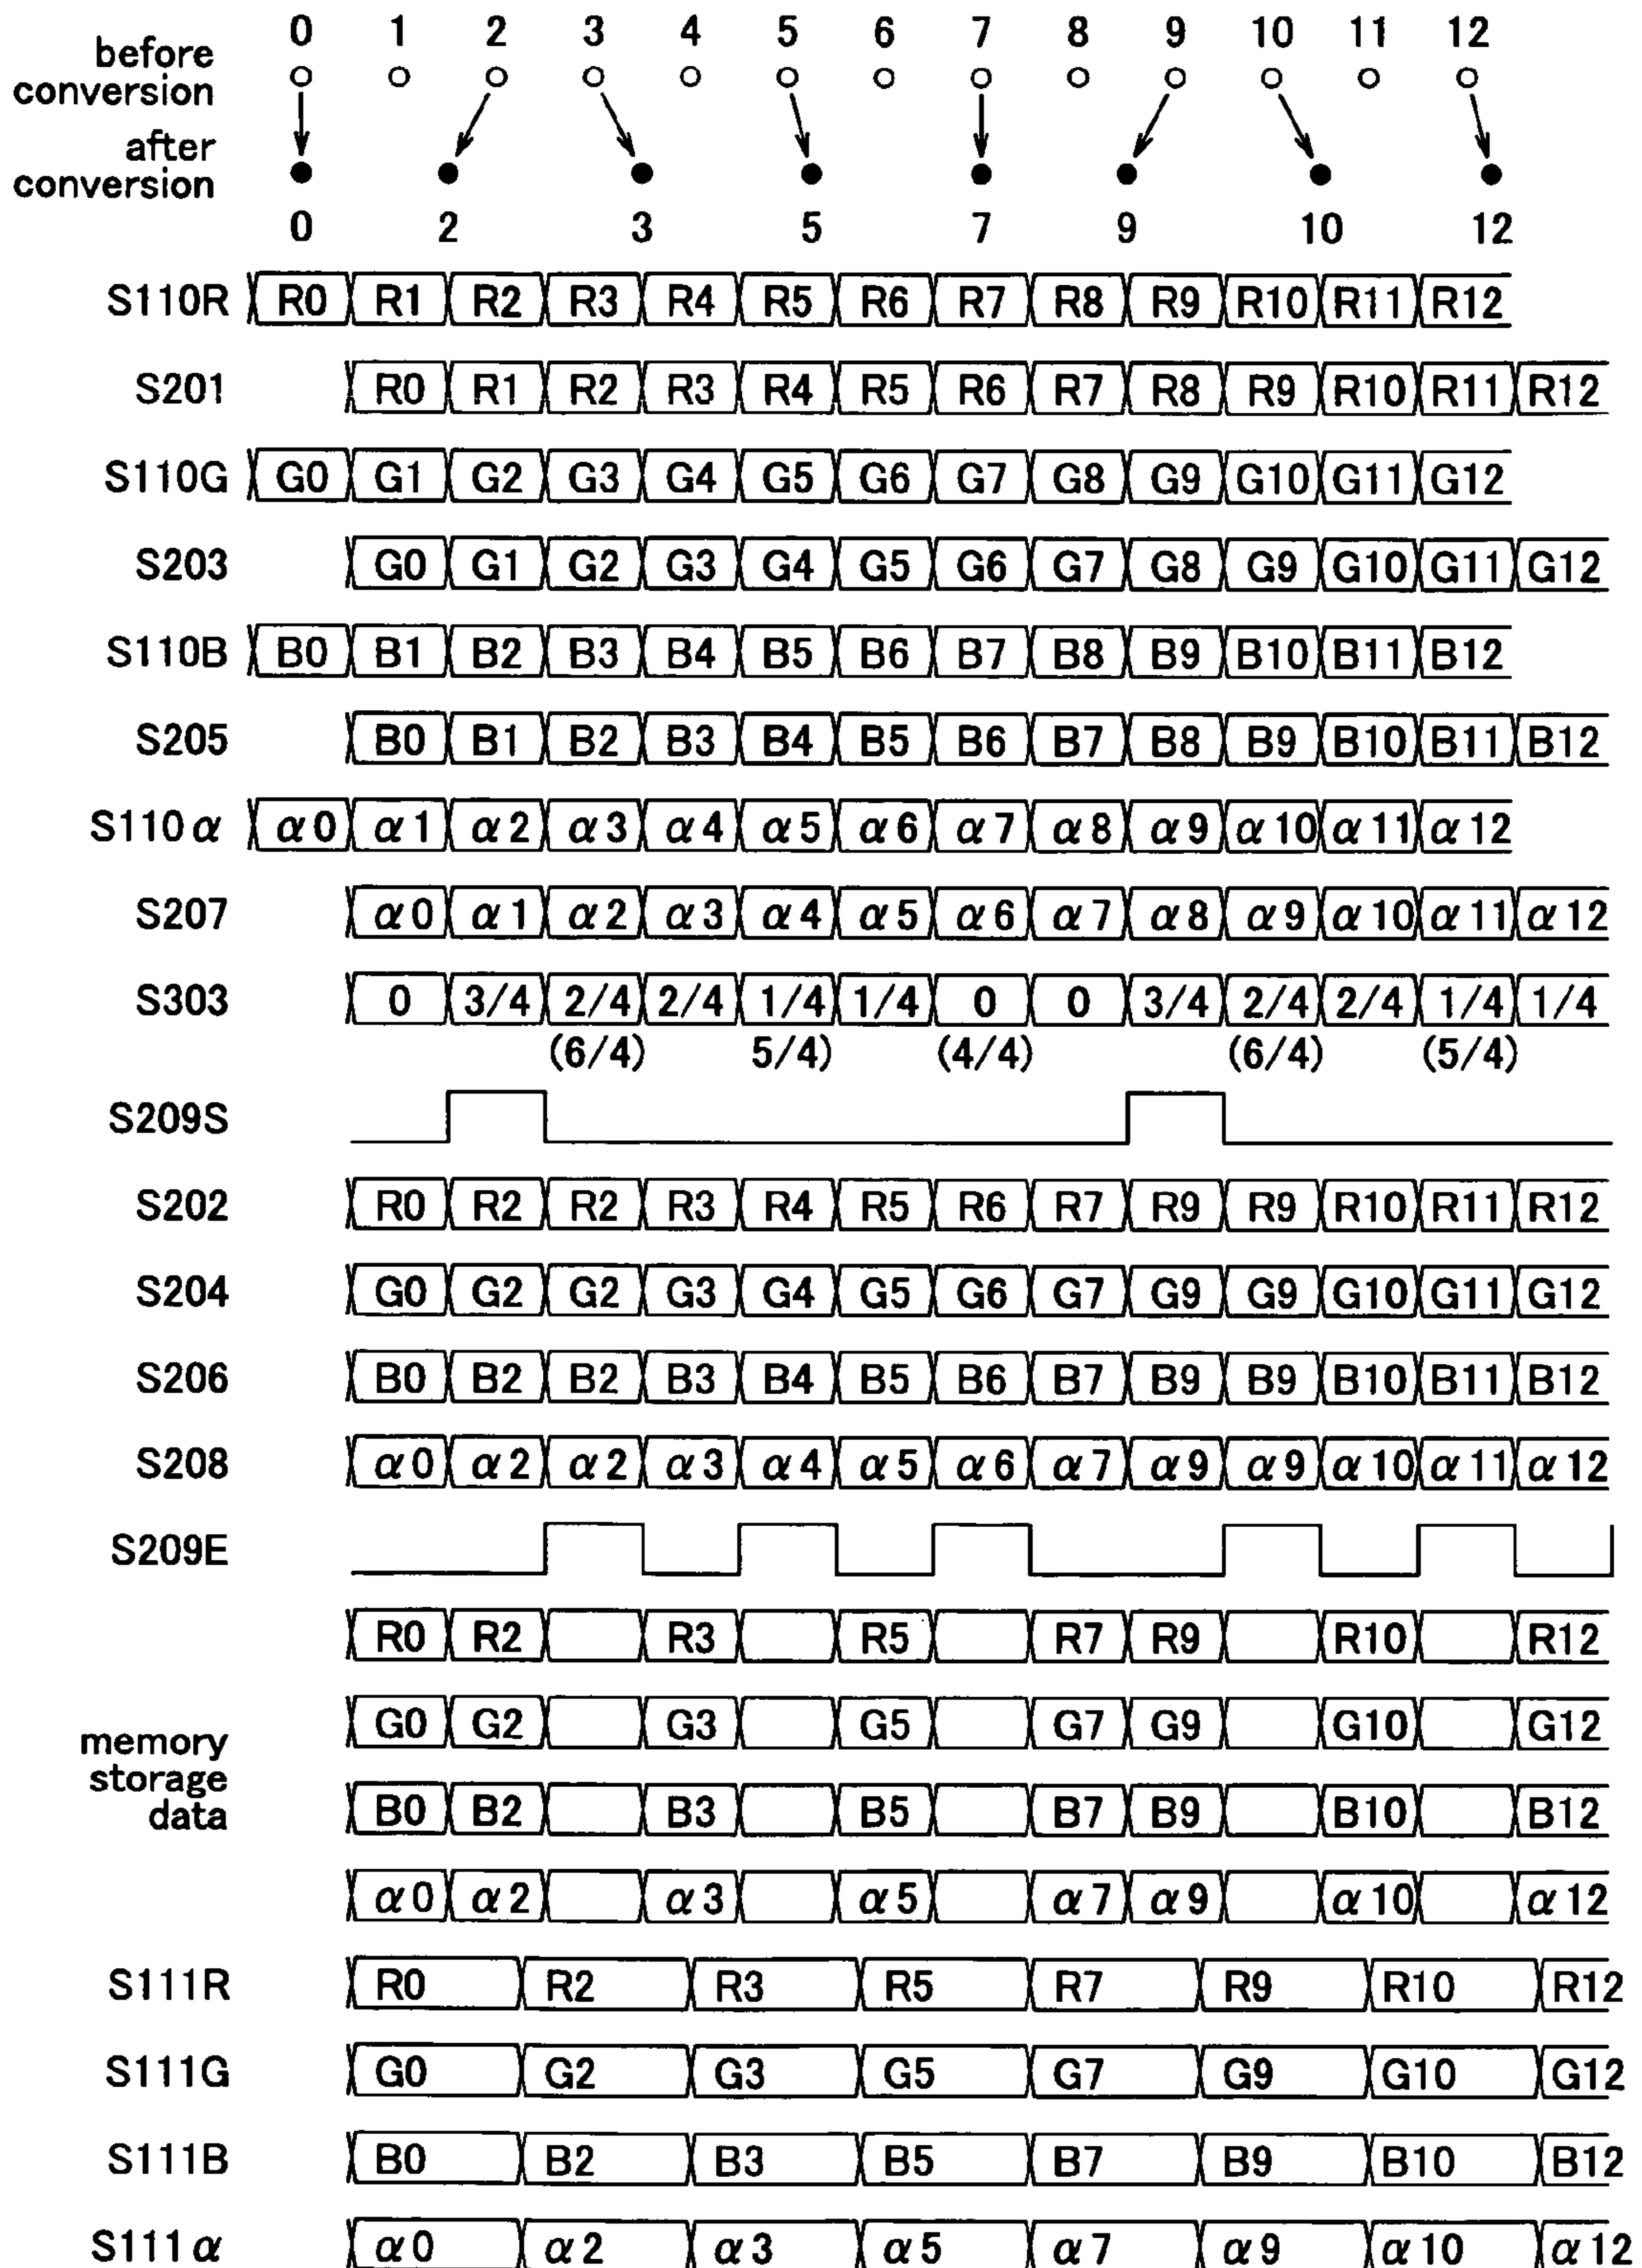 0 1 2 3 4 5 6 7 8 9 10 11 12
before
conversion
after
conversion
0 2 3 5 7 9 10 12
S110R R0 R1 R2 R3 R4 R5 R6 R7 R8 R9 R10 R11 R12
S201 R0 R1 R2 R3 R4 R5 R6 R7 R8 R9 R10 R11 R12
S110G G0 G1 G2 G3 G4 G5 G6 G7 G8 G9 G10 G11 G12
S203 G0 G1 G2 G3 G4 G5 G6 G7 G8 G9 G10 G11 G12
S110B B0 B1 B2 B3 B4 B5 B6 B7 B8 B9 B10 B11 B12
S205 B0 B1 B2 B3 B4 B5 B6 B7 B8 B9 B10 B11 B12
S110α α0 α1 α2 α3 α4 α5 α6 α7 α8 α9 α10 α11 α12
S207 α0 α1 α2 α3 α4 α5 α6 α7 α8 α9 α10 α11 α12
S303 0 3/4 2/4 2/4 1/4 1/4 0 0 3/4 2/4 2/4 1/4 1/4
(6/4) 5/4) (4/4) (6/4) (5/4)
S209S
S202 R0 R2 R2 R3 R4 R5 R6 R7 R9 R9 R10 R11 R12
S204 G0 G2 G2 G3 G4 G5 G6 G7 G9 G9 G10 G11 G12
S206 B0 B2 B2 B3 B4 B5 B6 B7 B9 B9 B10 B11 B12
S208 α0 α2 α2 α3 α4 α5 α6 α7 α9 α9 α10 α11 α12
S209E
R0 R2 R3 R5 R7 R9 R10 R12
G0 G2 G3 G5 G7 G9 G10 G12
memory
storage
data
B0 B2 B3 B5 B7 B9 B10 B12
α0 α2 α3 α5 α7 α9 α10 α12
S111R R0 R2 R3 R5 R7 R9 R10 R12
S111G G0 G2 G3 G5 G7 G9 G10 G12
S111B B0 B2 B3 B5 B7 B9 B10 B12
S111α α0 α2 α3 α5 α7 α9 α10 α12